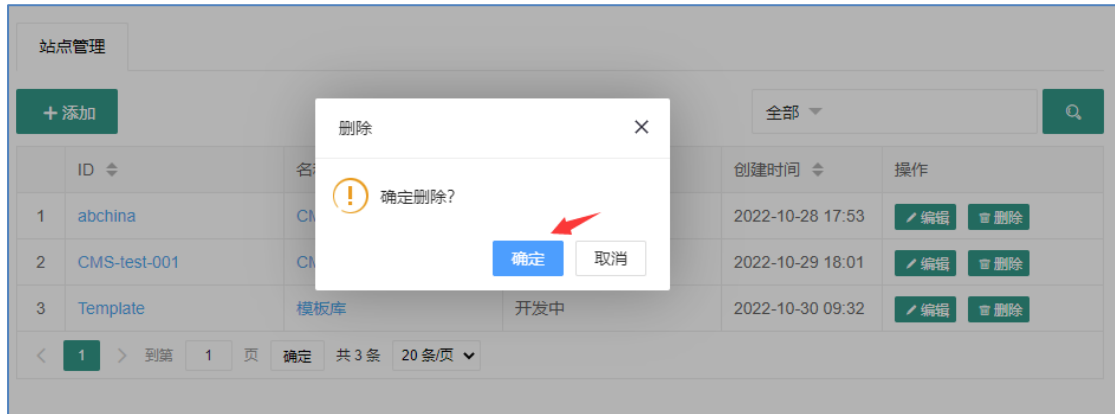 站点管理
添加
全部
删除
确定删除?
确定 取消
ID 创建时间 操作
1 abchina 2022-10-28 17:53 编辑 删除
2 CMS-test-001 2022-10-29 18:01 编辑 删除
3 Template 模板库 开发中 2022-10-30 09:32 编辑 删除
1 到第 1 页 确定 共 3 条 20 条/页